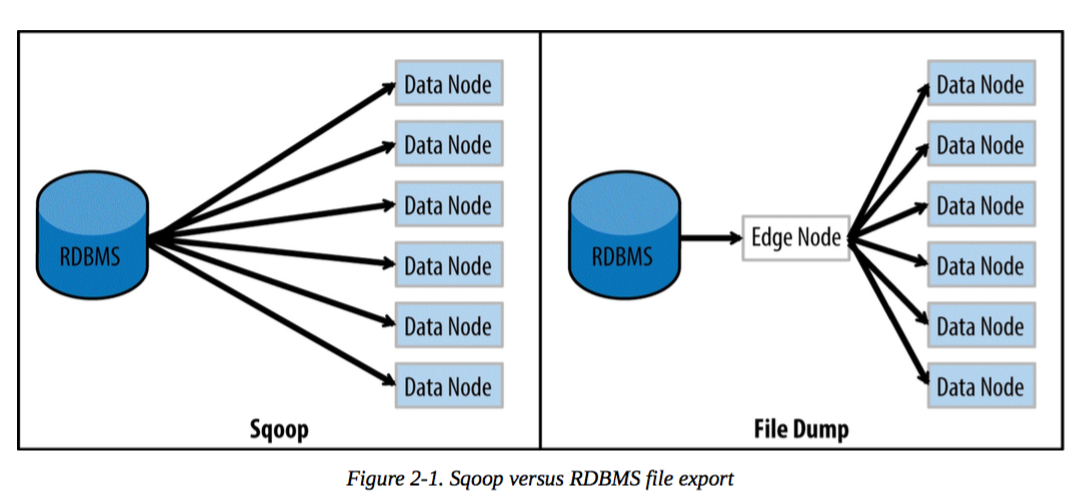 Data Node
Data Node
Data Node
RDBMS
Data Node
Data Node
Data Node
Sqoop
Data Node
Data Node
Data Node
RDBMS
Edge Node
Data Node
Data Node
Data Node
File Dump
Figure 2-1. Sqoop versus RDBMS file export